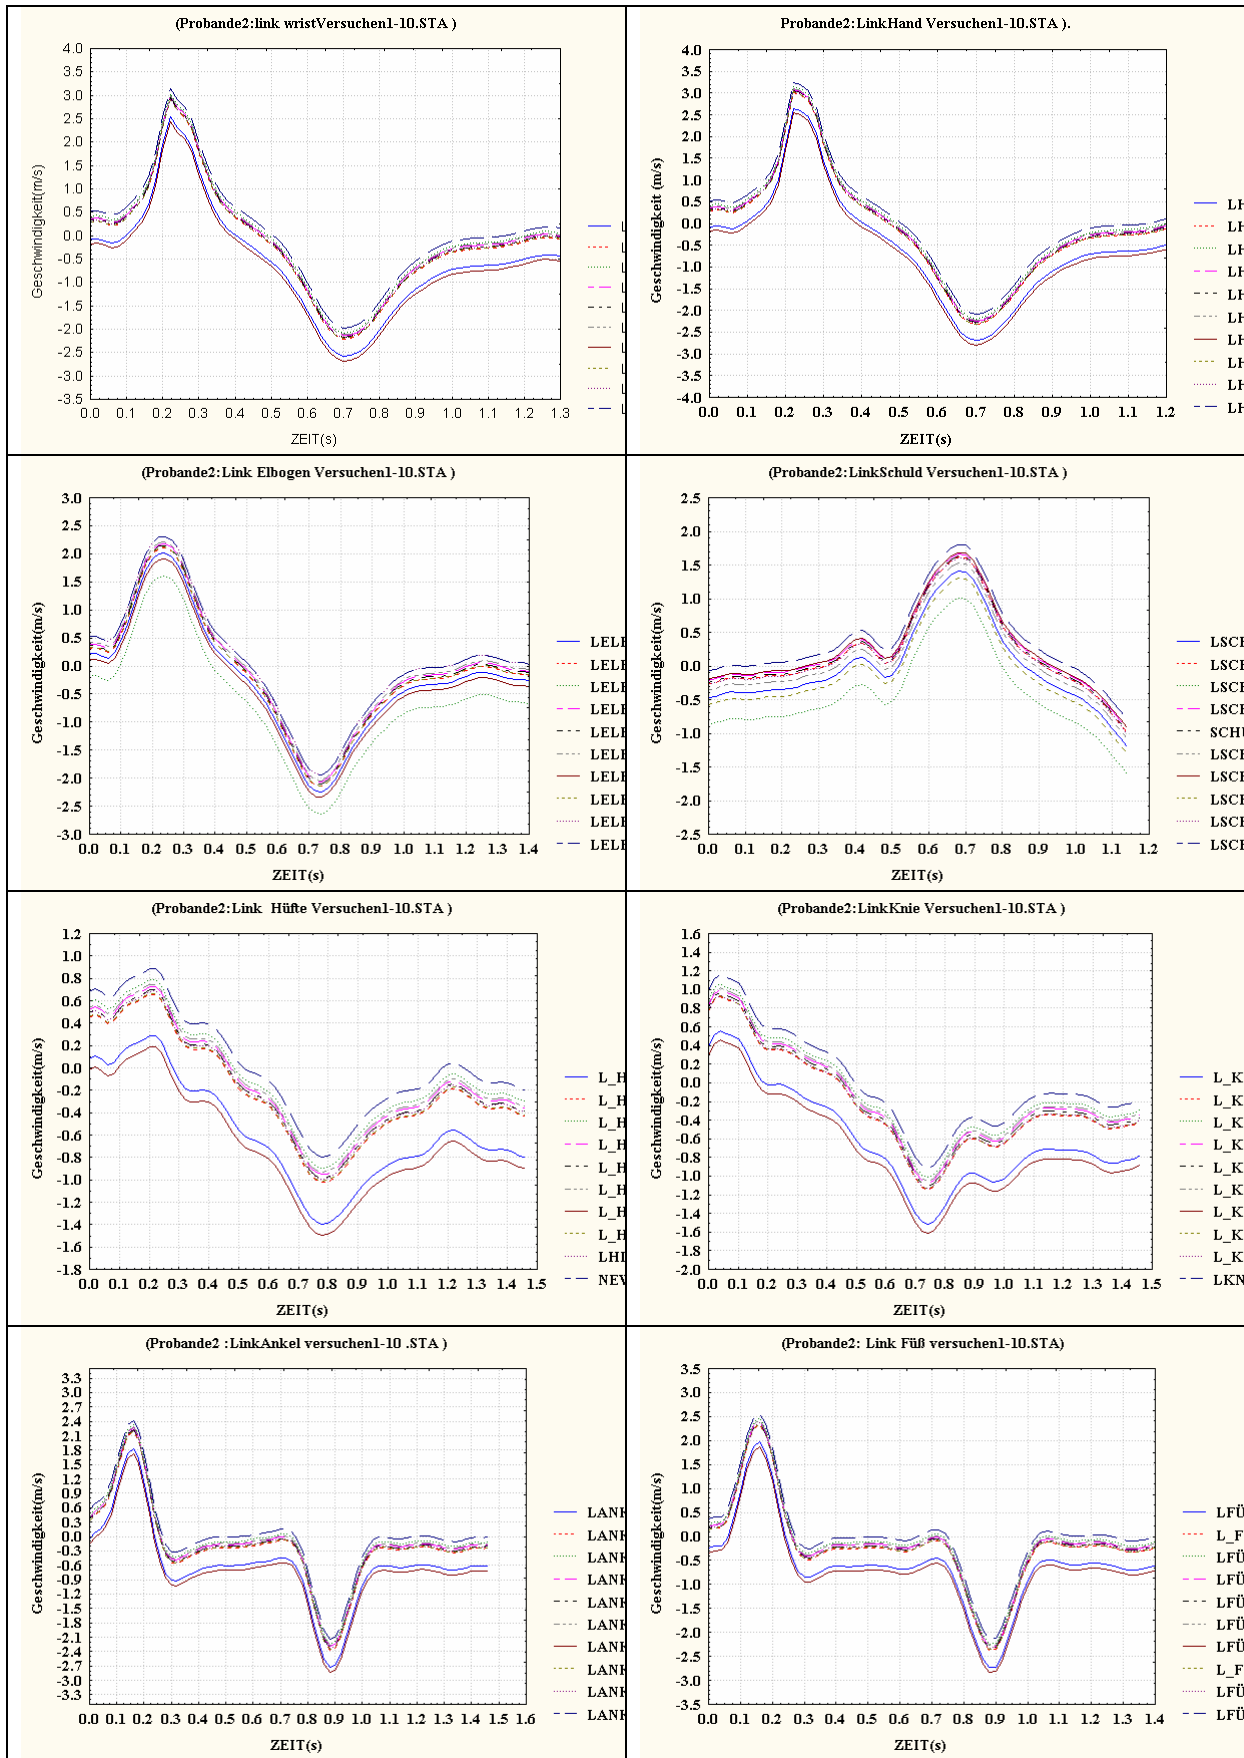 (Probande2:link wristVersuchen1-10.STA )
4.0
3.5
3.0
2.5
2.0
1.5
1.0
0.5
0.0
-0.5
-1.0
-1.5
-2.0
-2.5
-3.0
-3.5
Geschwindigkeit(m/s)
0.0 0.1 0.2 0.3 0.4 0.5 0.6 0.7 0.8 0.9 1.0 1.1 1.2 1.3
ZEIT(s)
Probande2:LinkHand Versuchen1-10.STA ).
4.0
3.5
3.0
2.5
2.0
1.5
1.0
0.5
0.0
-0.5
-1.0
-1.5
-2.0
-2.5
-3.0
-3.5
-4.0
Geschwindigkeit (m/s)
0.0 0.1 0.2 0.3 0.4 0.5 0.6 0.7 0.8 0.9 1.0 1.1 1.2
ZEIT(s)
LH
LH
LH
LH
LH
LH
LH
LH
LH
LH
(Probande2:Link Elbogen Versuchen1-10.STA )
3.0
2.5
2.0
1.5
1.0
0.5
0.0
-0.5
-1.0
-1.5
-2.0
-2.5
-3.0
Geschwindigkeit(m/s)
0.0 0.1 0.2 0.3 0.4 0.5 0.6 0.7 0.8 0.9 1.0 1.1 1.2 1.3 1.4
ZEIT(s)
(Probande2:LinkSchuld Versuchen1-10.STA )
2.5
2.0
1.5
1.0
0.5
0.0
-0.5
-1.0
-1.5
-2.0
-2.5
Geschwindigkeit(m/s)
0.0 0.1 0.2 0.3 0.4 0.5 0.6 0.7 0.8 0.9 1.0 1.1 1.2
ZEIT(s)
(Probande2:Link Hüfte Versuchen1-10.STA )
1.2
1.0
0.8
0.6
0.4
0.2
-0.0
-0.2
-0.4
-0.6
-0.8
-1.0
-1.2
-1.4
-1.6
-1.8
Geschwindigkeit(m/s)
0.0 0.1 0.2 0.3 0.4 0.5 0.6 0.7 0.8 0.9 1.0 1.1 1.2 1.3 1.4 1.5
ZEIT(s)
L_H
L_H
L_H
L_H
L_H
L_H
L_H
L_H
(Probande2:LinkKnie Versuchen1-10.STA )
1.6
1.4
1.2
1.0
0.8
0.6
0.4
0.2
0.0
-0.2
-0.4
-0.6
-0.8
-1.0
-1.2
-1.4
-1.6
-1.8
-2.0
Geschwindigkeit(m/s)
0.0 0.1 0.2 0.3 0.4 0.5 0.6 0.7 0.8 0.9 1.0 1.1 1.2 1.3 1.4 1.5
ZEIT(s)
(Probande2 :LinkAnkel versuchen1-10 .STA )
3.3
3.0
2.7
2.4
2.1
1.8
1.5
1.2
0.9
0.6
0.3
0.0
-0.3
-0.6
-0.9
-1.2
-1.5
-1.8
-2.1
-2.4
-2.7
-3.0
-3.3
Geschwindigkeit(m/s)
0.0 0.1 0.2 0.3 0.4 0.5 0.6 0.7 0.8 0.9 1.0 1.1 1.2 1.3 1.4 1.5 1.6
ZEIT(s)
(Probande2: Link Füß versuchen1-10.STA)
3.5
3.0
2.5
2.0
1.5
1.0
0.5
0.0
-0.5
-1.0
-1.5
-2.0
-2.5
-3.0
-3.5
Geschwindigkeit(m/s)
0.0 0.1 0.2 0.3 0.4 0.5 0.6 0.7 0.8 0.9 1.0 1.1 1.2 1.3 1.4
ZEIT(s)
LFÜ
L_F
LFÜ
LFÜ
LFÜ
LFÜ
LFÜ
L_F
LFÜ
LFÜ